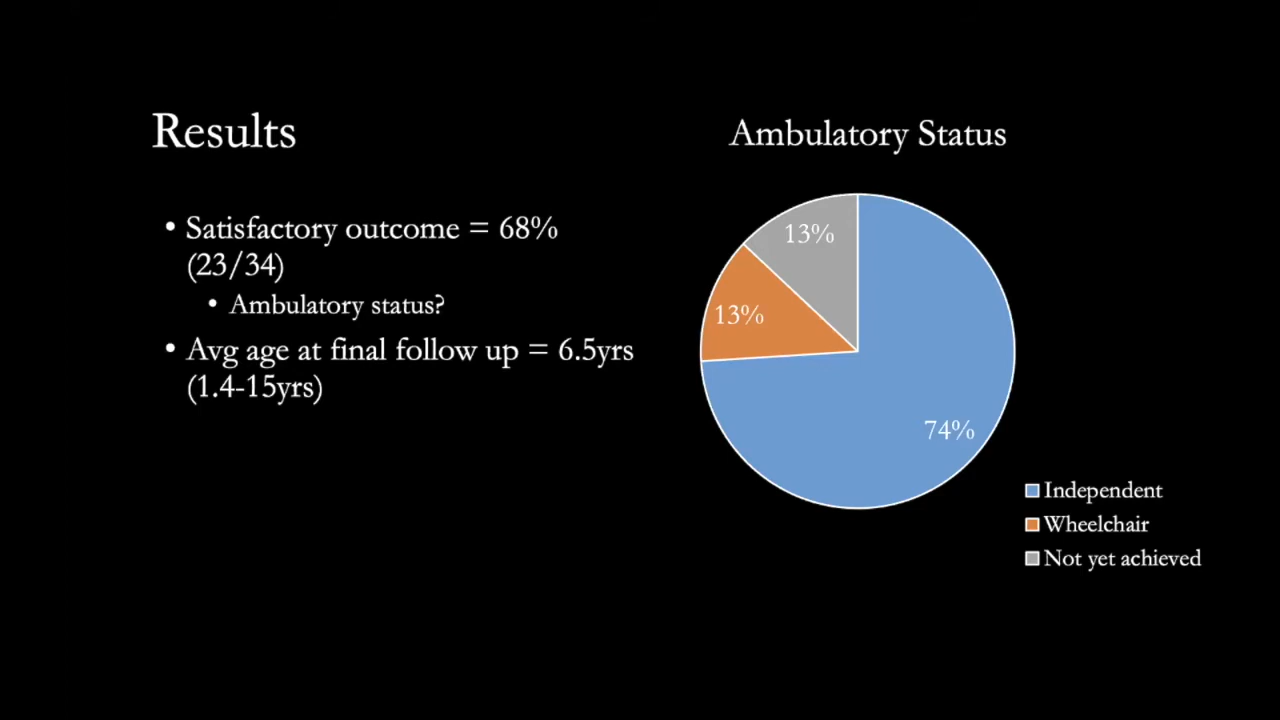 Results
• Satisfactory outcome = 68%
(23/34)
• Ambulatory status?
• Avg age at final follow up = 6.5yrs
(1.4-15yrs)
Ambulatory Status
13%
13%
74%
Independent
Wheelchair
Not yet achieved